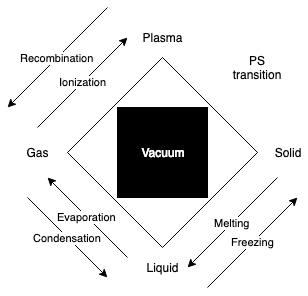 Plasma
Recombination
Ionization
PS
transition
Gas
Vacuum
Solid
Evaporation
Condensation
Melting
Freezing
Liquid